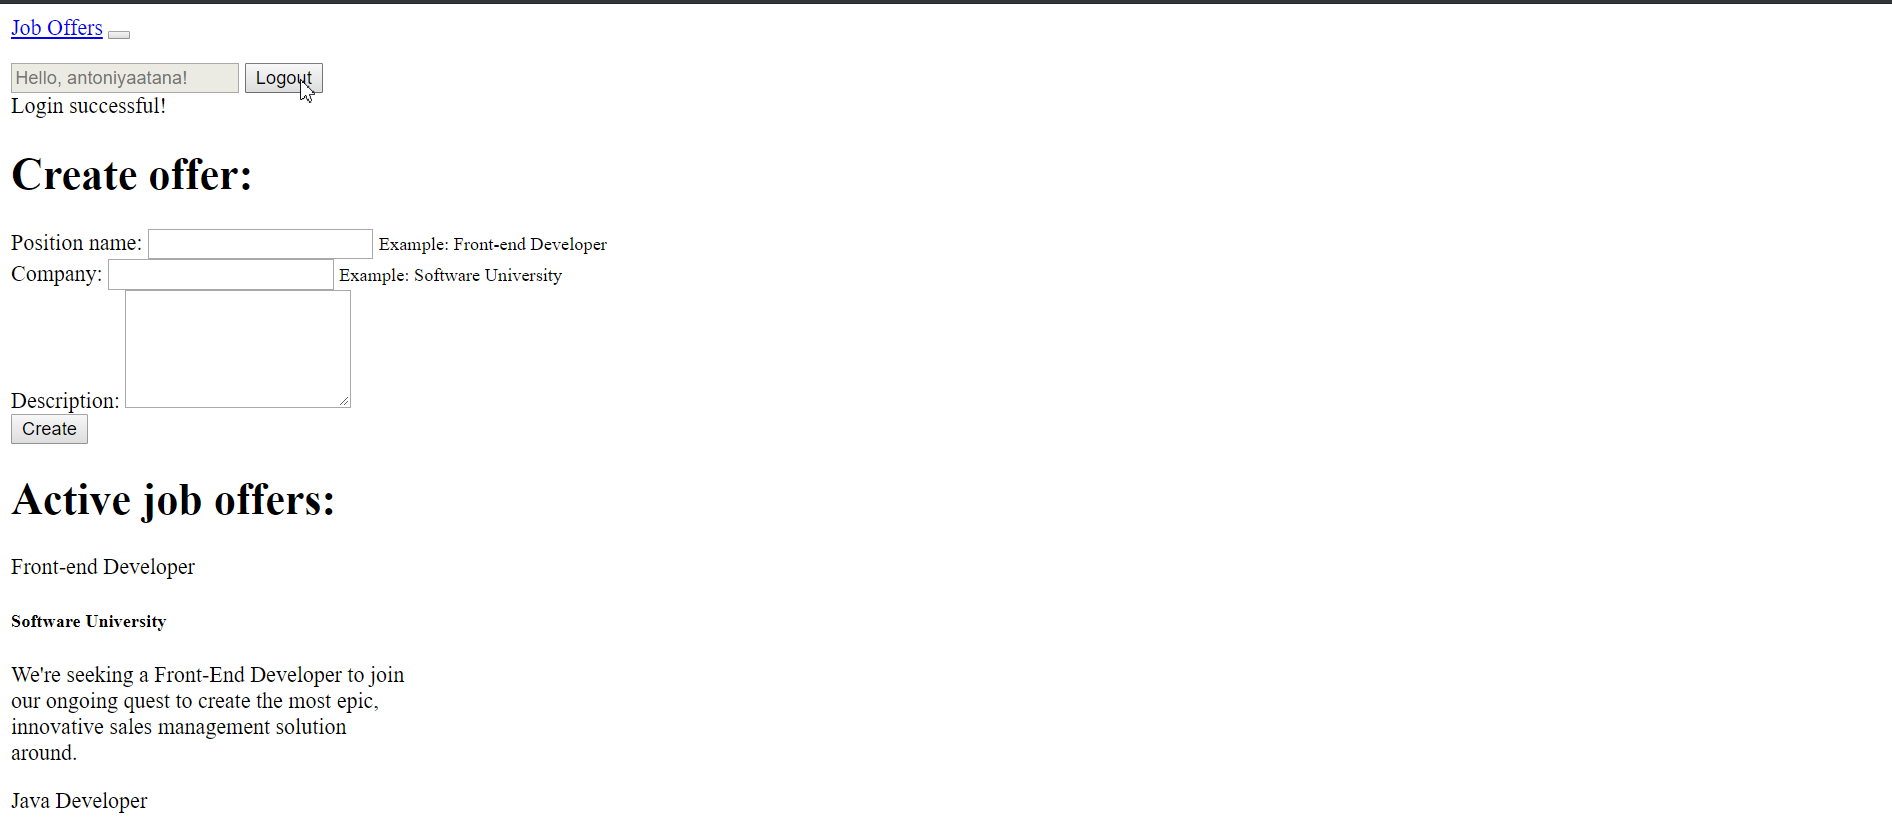 Job Offers
Hello, antoniyaatana! Logout
Login successful!
Create offer:
Position name: Example: Front-end Developer
Company: Example: Software University
Description:
Create
Active job offers:
Front-end Developer
Software University
We're seeking a Front-End Developer to join
our ongoing quest to create the most epic,
innovative sales management solution
around.
Java Developer